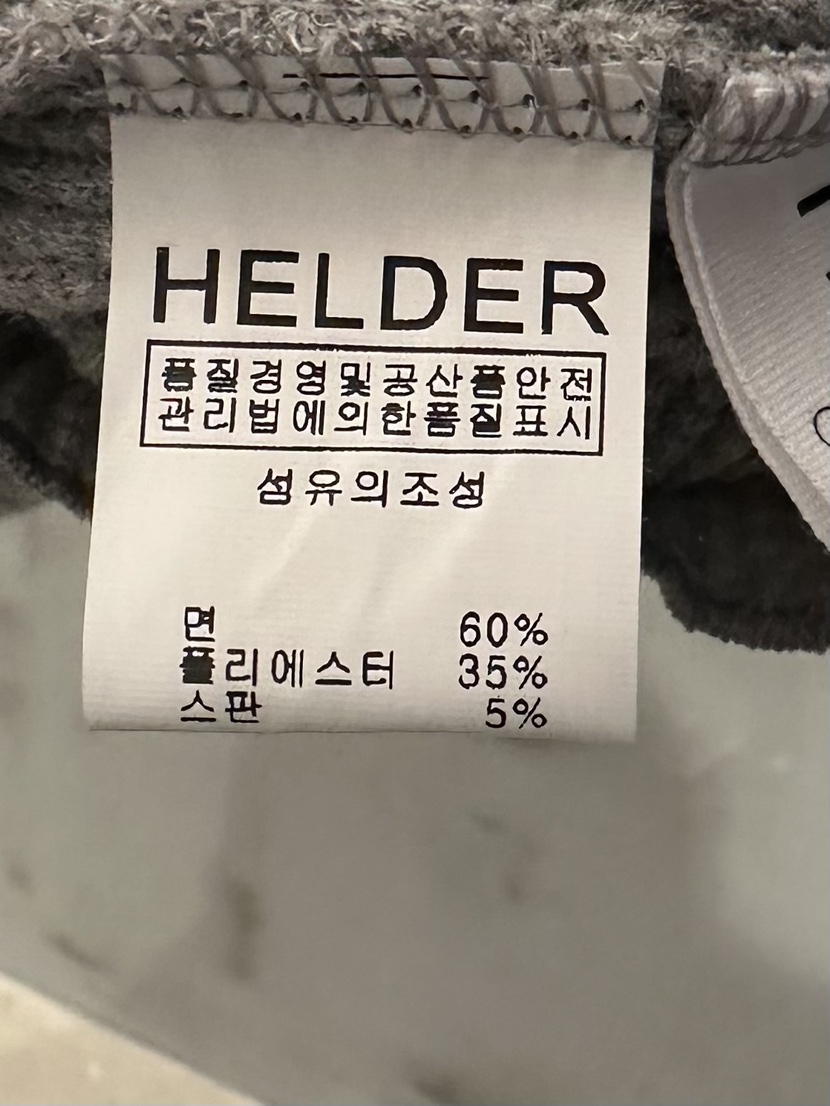 HELDER
품질경영및공산품안전
관리법에의한품질표시
섬유의조성
면 60%
폴리에스터 35%
스판 5%